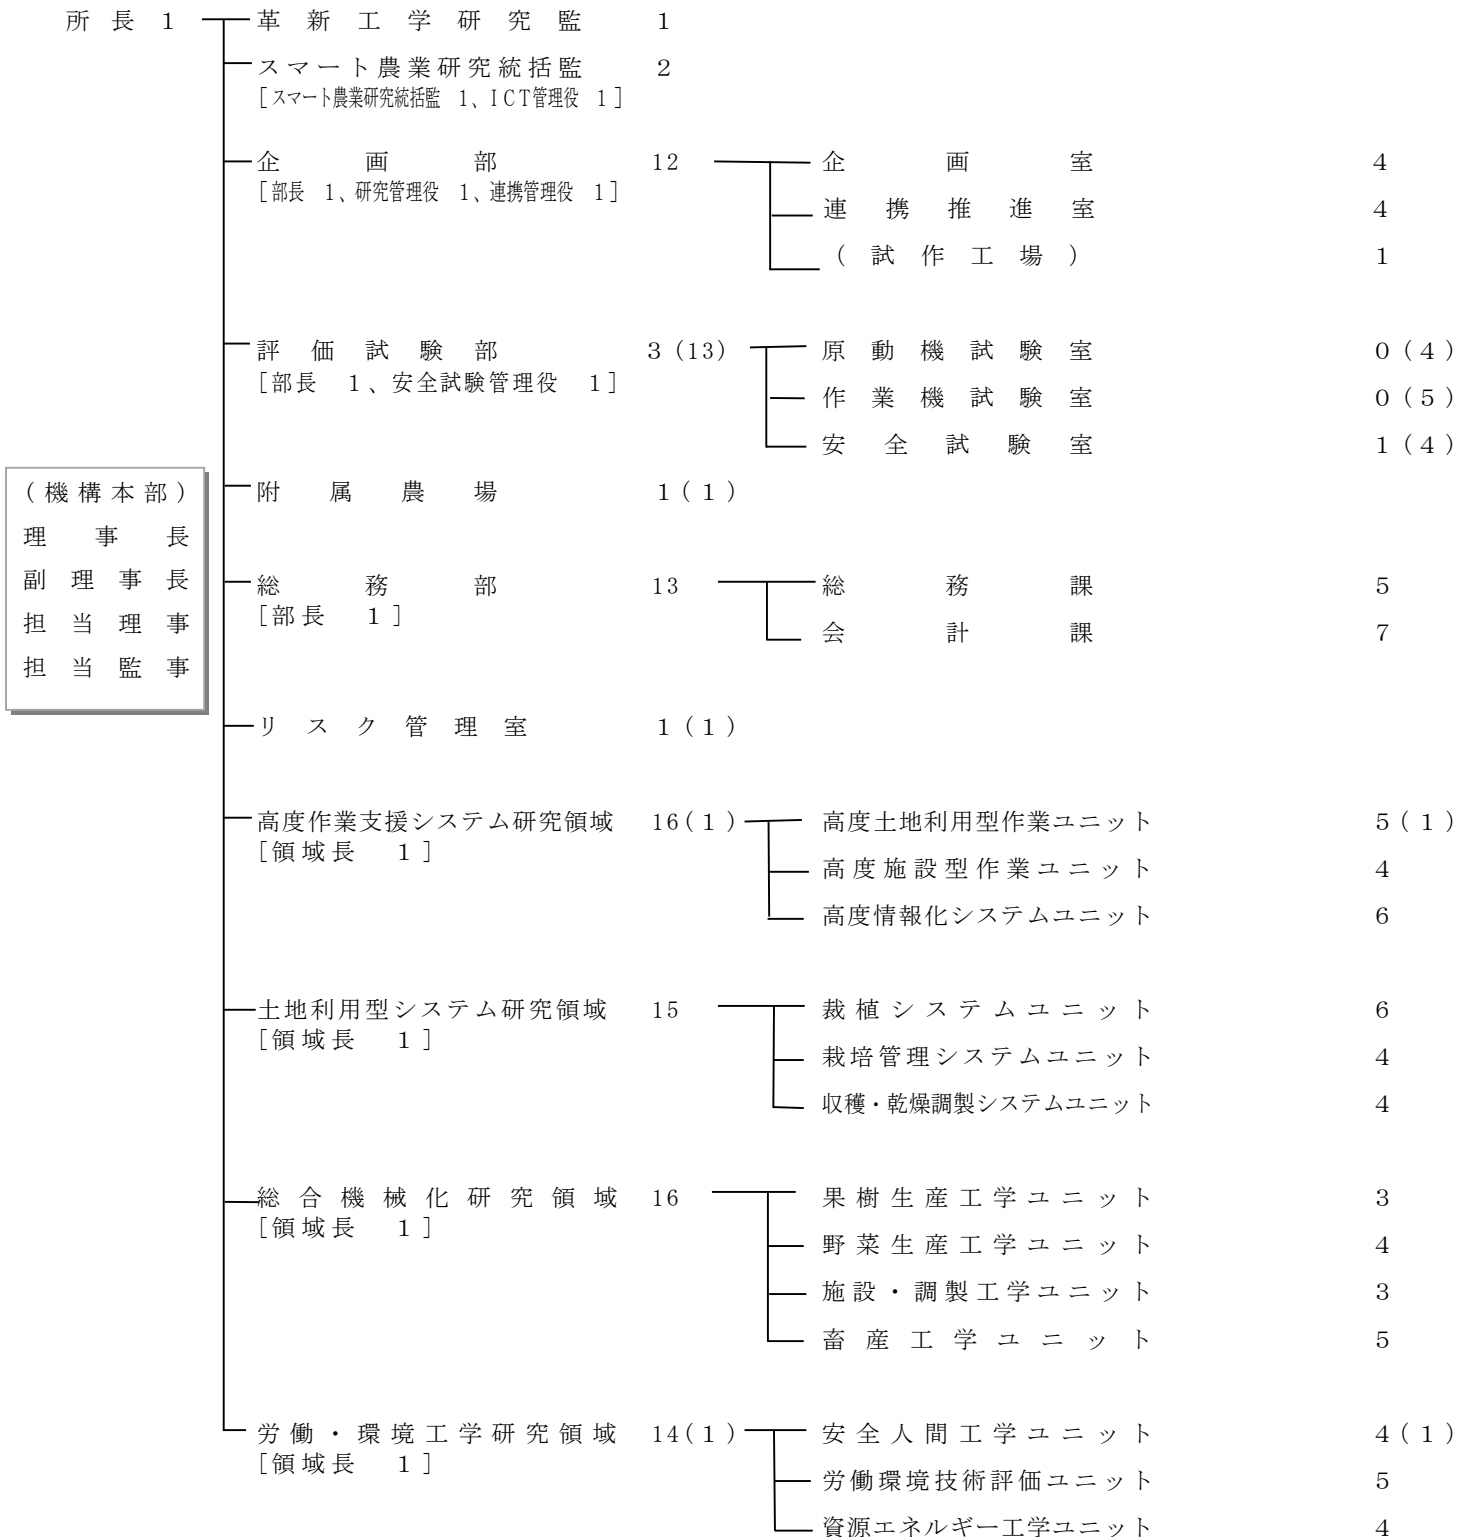 所長 1 革新工学研究監 1
スマート農業研究統括監 2
[スマート農業研究統括監 1、ICT管理役 1]
企画部 12 企画室 4
[部長 1、研究管理役 1、連携管理役 1]
連携推進室 4
(試作工場) 1
評価試験部 3(13) 原動機試験室 0(4)
[部長 1、安全試験管理役 1]
作業機試験室 0(5)
安全試験室 1(4)
(機構本部)
理事長
副理事長
担当理事
担当監事
附属農場 1(1)
総務部 13 総務課 5
[部長 1]
会計課 7
リスク管理室 1(1)
高度作業支援システム研究領域 16(1) 高度土地利用型作業ユニット 5(1)
[領域長 1]
高度施設型作業ユニット 4
高度情報化システムユニット 6
土地利用型システム研究領域 15 栽植システムユニット 6
[領域長 1]
栽培管理システムユニット 4
収穫・乾燥調製システムユニット 4
総合機械化研究領域 16 果樹生産工学ユニット 3
[領域長 1]
野菜生産工学ユニット 4
施設・調製工学ユニット 3
畜産工学ユニット 5
労働・環境工学研究領域 14(1) 安全人間工学ユニット 4(1)
[領域長 1]
労働環境技術評価ユニット 5
資源エネルギー工学ユニット 4